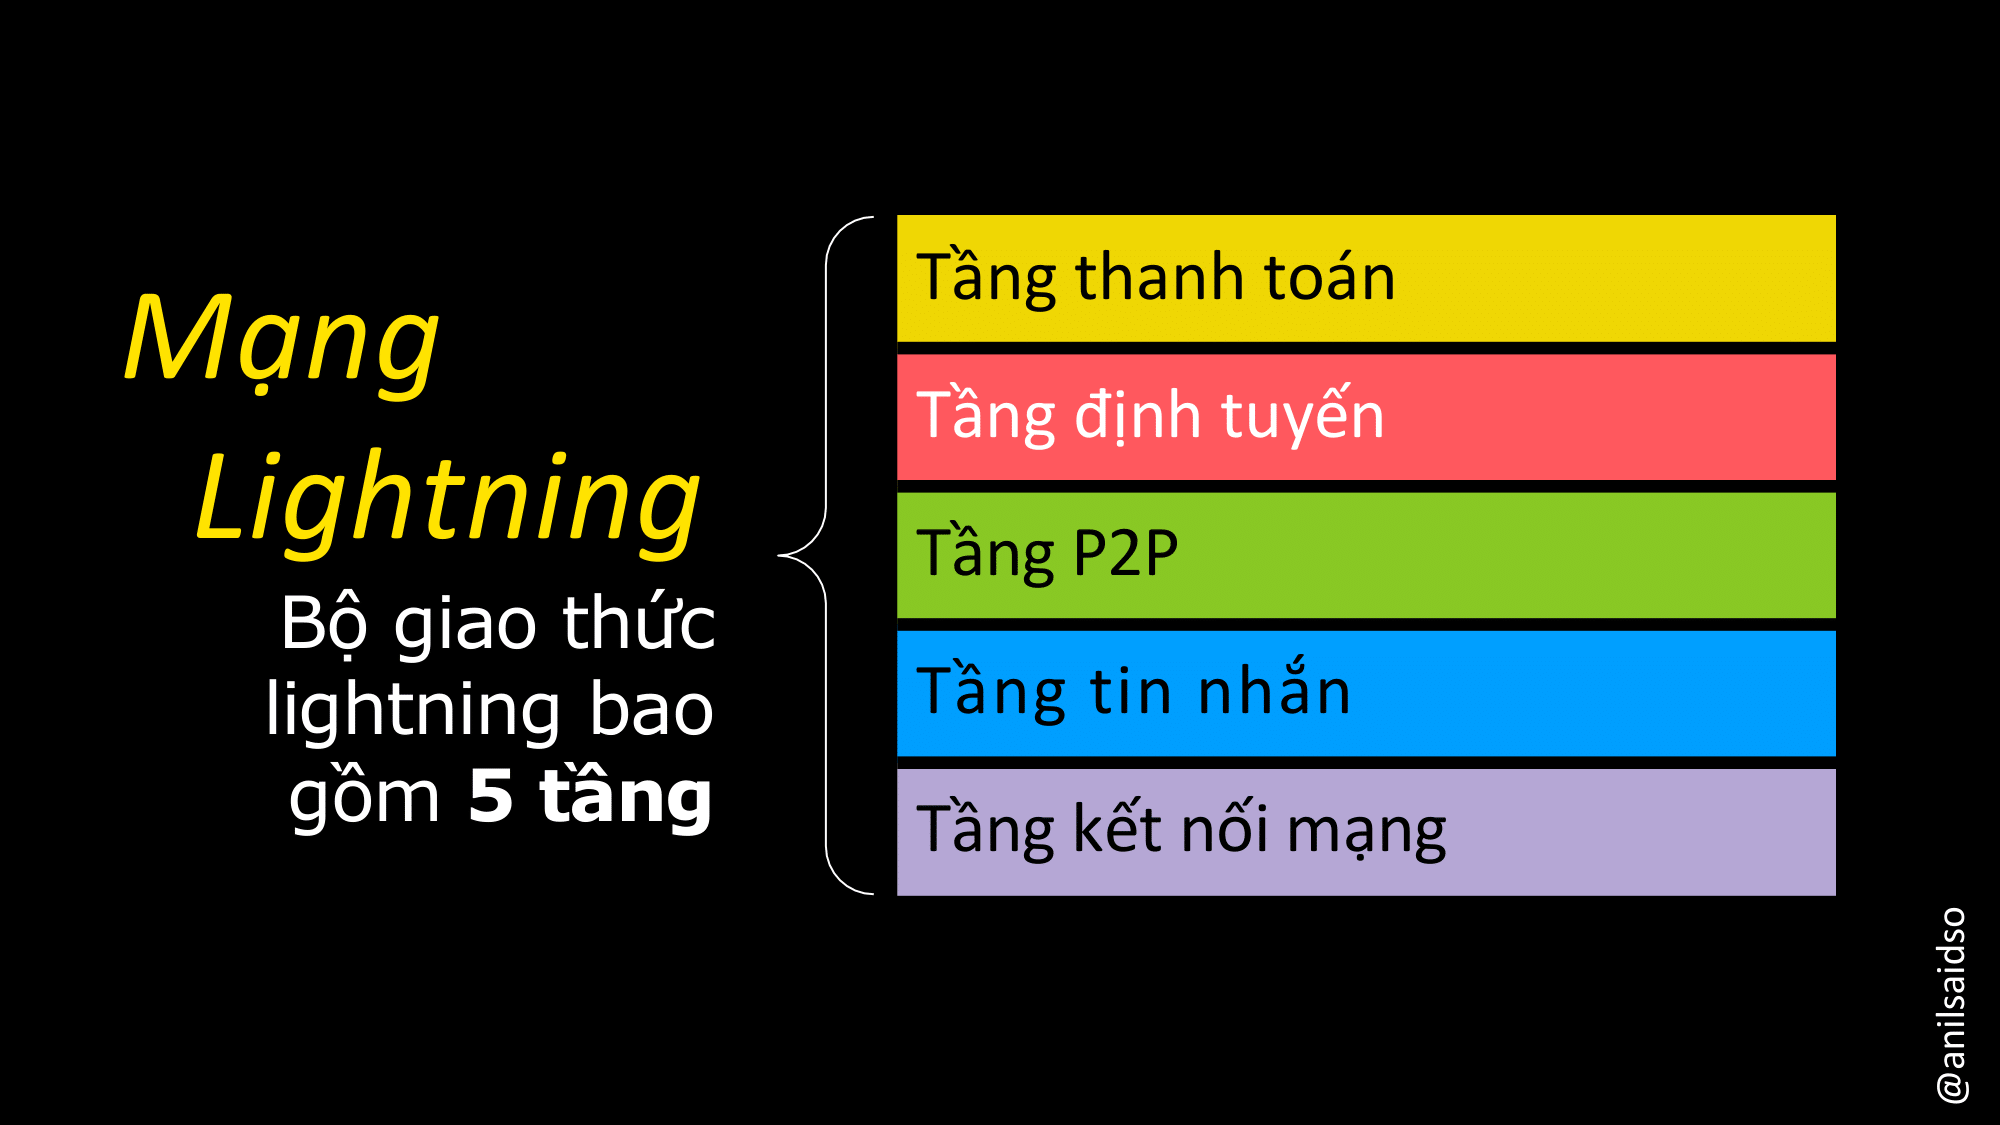 Mạng
Lightning
Bộ giao thức
lightning bao
gồm 5 tầng
Tầng thanh toán
Tầng định tuyến
Tầng P2P
Tầng tin nhắn
Tầng kết nối mạng
@anilsaidso